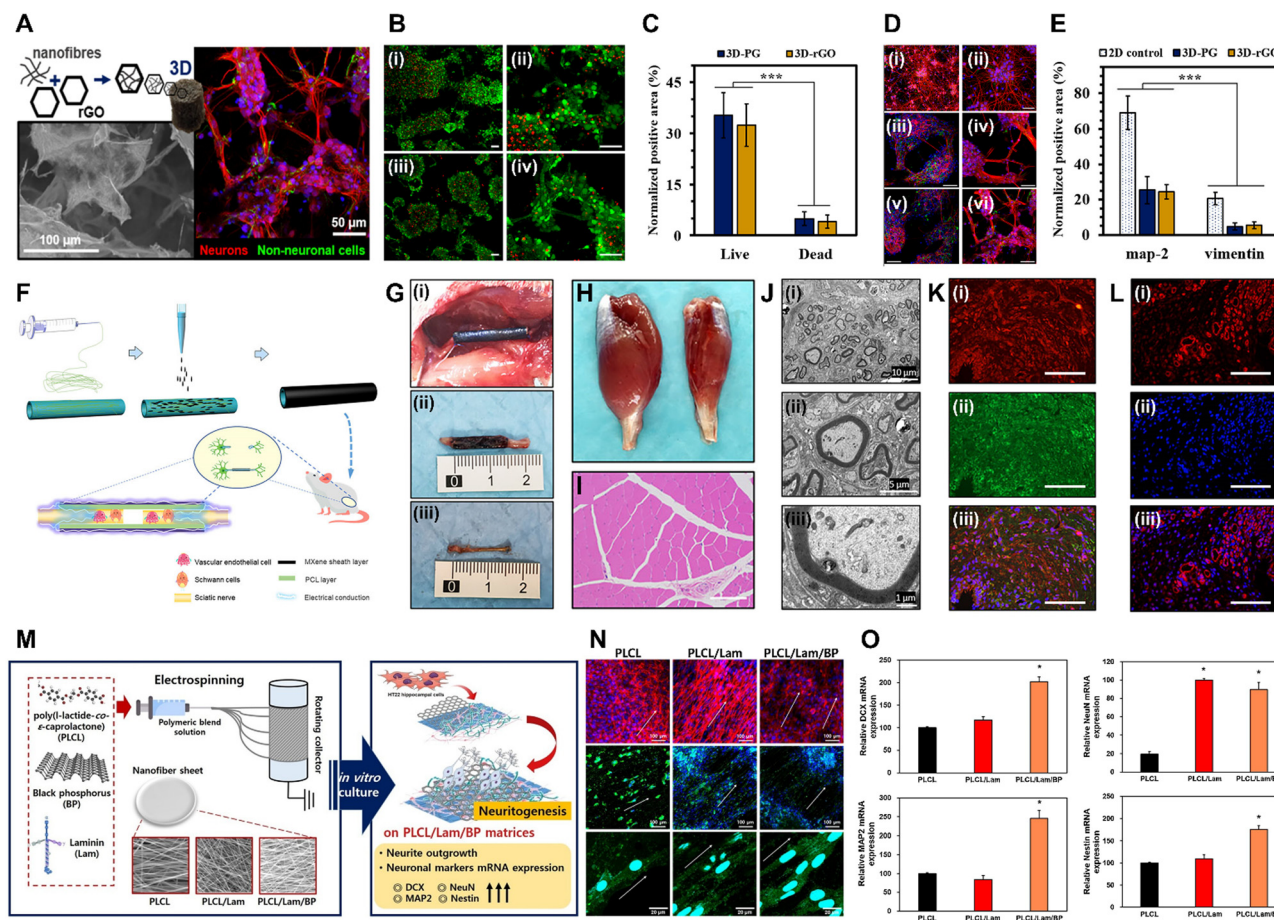 A
nanofibres
rGO
3D
100 μm
50 μm
Neurons Non-neuronal cells
B
(i)
(ii)
(iii)
(iv)
C
3D-PG 3D-rGO
Normalized positive area (%)
45
30
15
0
***
Live Dead
D
(i)
(ii)
(iii)
(iv)
(v)
(vi)
E
2D control 3D-PG 3D-rGO
Normalized positive area (%)
80
60
40
20
0
***
map-2 vimentin
F
Vascular endothelial cell
Schwann cells
Sciatic nerve
MXene sheath layer
PCL layer
Electrical conduction
G
(i)
(ii)
0 1 2
(iii)
0 1 2
H
I
J
(i)
10 μm
(ii)
5 μm
(iii)
1 μm
K
(i)
(ii)
(iii)
L
(i)
(ii)
(iii)
M
poly(l-lactide-co-
ε-caprolactone)
(PLCL)
Black phosphorus
(BP)
Laminin
(Lam)
Electrospinning
Polymeric blend
solution
Rotating collector
Nanofiber sheet
PLCL PLCL/Lam PLCL/Lam/BP
in vitro
culture
HT22 hippocampal cells
Neuritogenesis
on PLCL/Lam/BP matrices
• Neurite outgrowth
• Neuronal markers mRNA expression
DCX NeuN
MAP2 Nestin
N
PLCL PLCL/Lam PLCL/Lam/BP
100 μm 100 μm 100 μm
100 μm 100 μm 100 μm
20 μm 20 μm 20 μm
O
Relative DCX mRNA
expression
250
200
150
100
50
0
*
PLCL PLCL/Lam PLCL/Lam/BP
Relative NeuN mRNA
expression
120
100
80
60
40
20
0
* *
PLCL PLCL/Lam PLCL/Lam/BP
Relative MAP2 mRNA
expression
300
250
200
150
100
50
0
*
PLCL PLCL/Lam PLCL/Lam/BP
Relative Nestin mRNA
expression
250
200
150
100
50
0
*
PLCL PLCL/Lam PLCL/Lam/BP